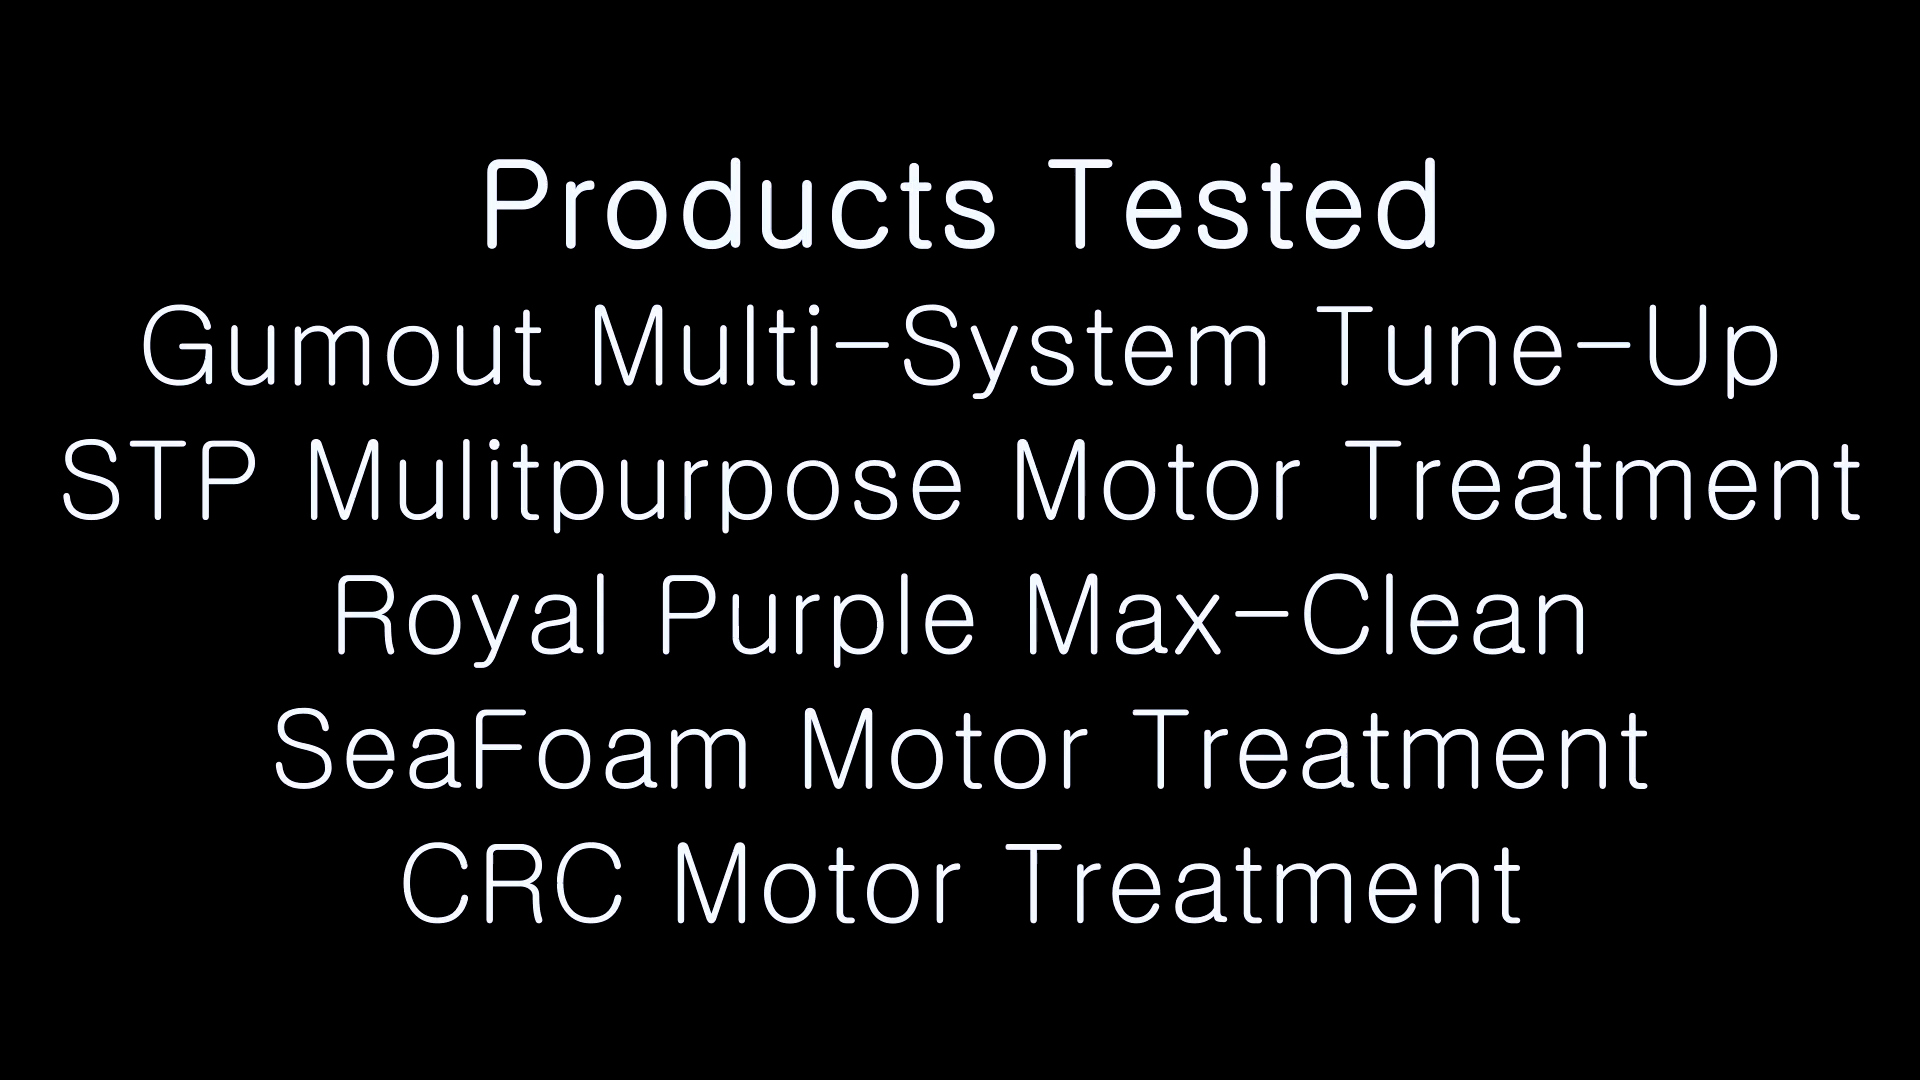 Products Tested
Gumout Multi-System Tune-Up
STP Mulitpurpose Motor Treatment
Royal Purple Max-Clean
SeaFoam Motor Treatment
CRC Motor Treatment